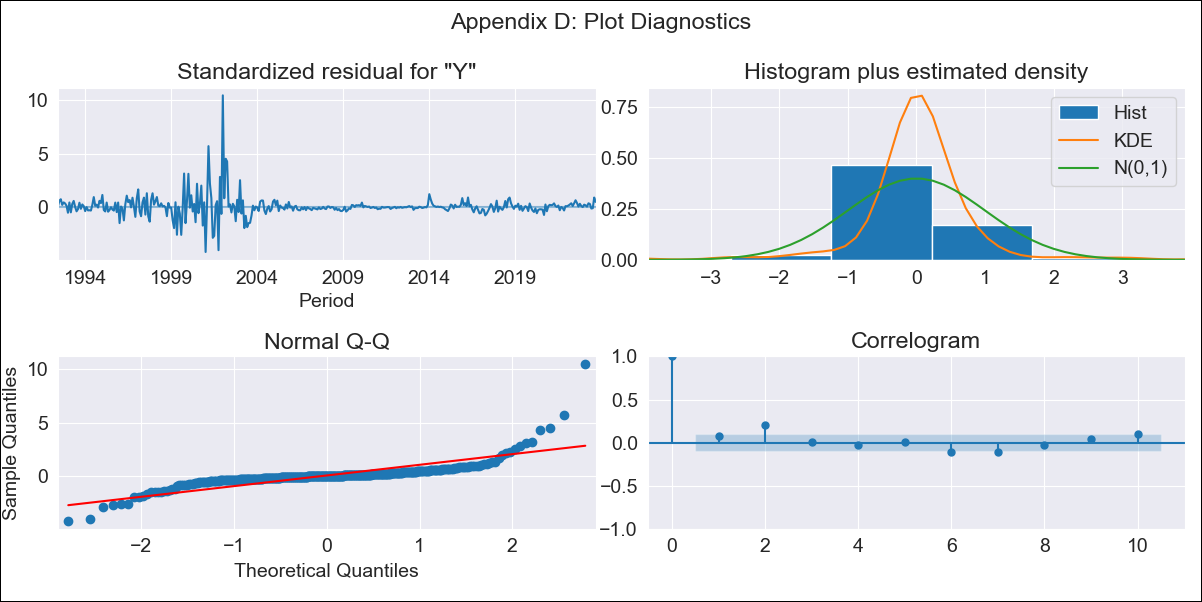 Appendix D: Plot Diagnostics
Standardized residual for "Y"
10
5
0
1994 1999 2004 2009 2014 2019
Period
Histogram plus estimated density
0.75
0.50
0.25
0.00
−3 −2 −1 0 1 2 3
Hist
KDE
N(0,1)
Normal Q-Q
Sample Quantiles
10
5
0
−2 −1 0 1 2
Theoretical Quantiles
Correlogram
1.0
0.5
0.0
−0.5
−1.0
0 2 4 6 8 10